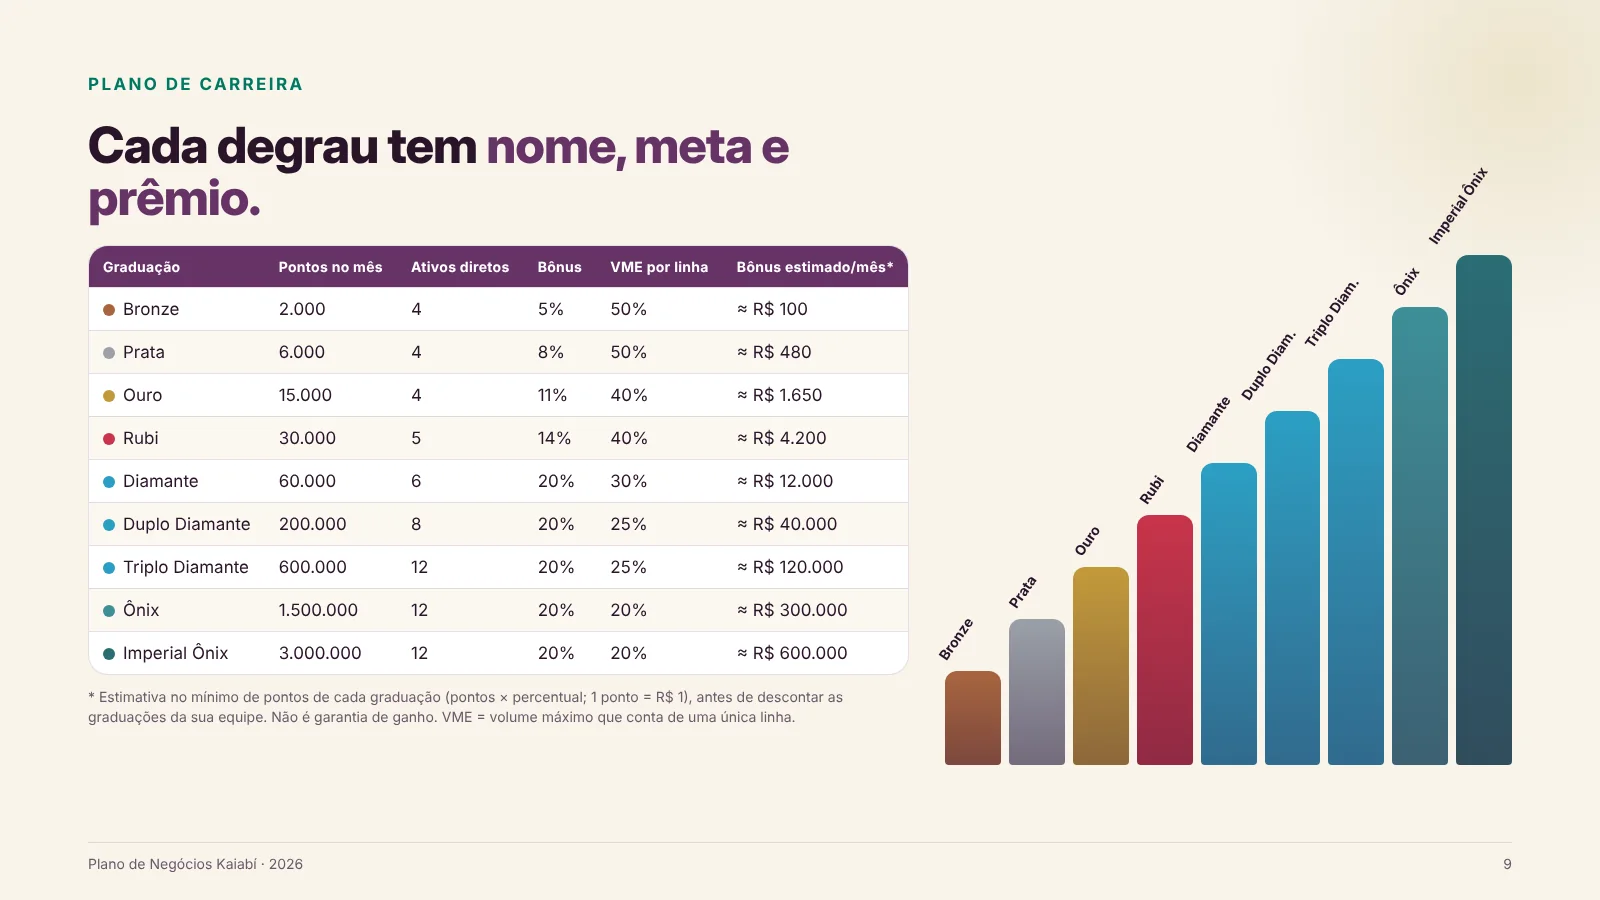 PLANO DE CARREIRA
Cada degrau tem nome, meta e
prêmio.
Graduação Pontos no mês Ativos diretos Bônus VME por linha Bônus estimado/mês*
Bronze 2.000 4 5% 50% ≈ R$ 100
Prata 6.000 4 8% 50% ≈ R$ 480
Ouro 15.000 4 11% 40% ≈ R$ 1.650
Rubi 30.000 5 14% 40% ≈ R$ 4.200
Diamante 60.000 6 20% 30% ≈ R$ 12.000
Duplo Diamante 200.000 8 20% 25% ≈ R$ 40.000
Triplo Diamante 600.000 12 20% 25% ≈ R$ 120.000
Ônix 1.500.000 12 20% 20% ≈ R$ 300.000
Imperial Ônix 3.000.000 12 20% 20% ≈ R$ 600.000
* Estimativa no mínimo de pontos de cada graduação (pontos × percentual; 1 ponto = R$ 1), antes de descontar as
graduações da sua equipe. Não é garantia de ganho. VME = volume máximo que conta de uma única linha.
Bronze
Prata
Ouro
Rubi
Diamante
Duplo Diam.
Triplo Diam.
Ônix
Imperial Ônix
Plano de Negócios Kaiabí · 2026
9